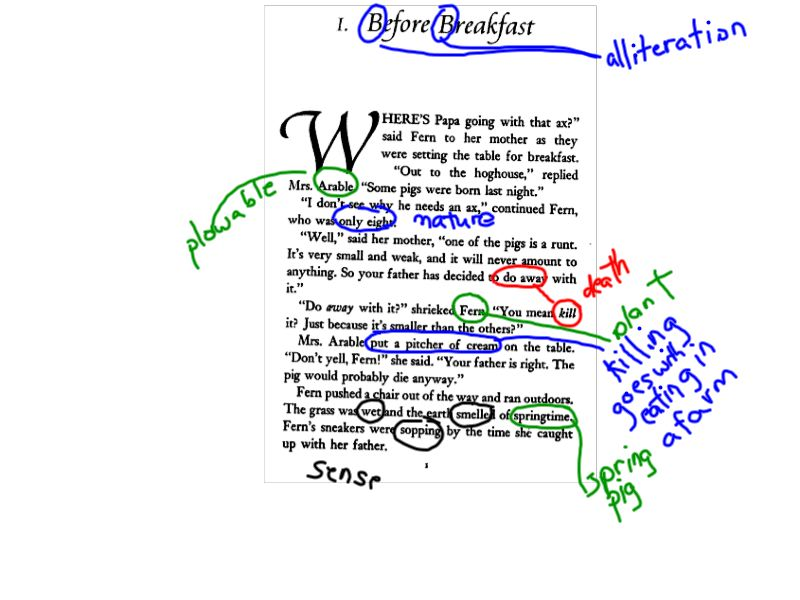 I. Before Breakfast
alliteration
WHERE'S Papa going with that ax?"
said Fern to her mother as they
were setting the table for breakfast.
"Out to the hoghouse," replied
Mrs. Arable. "Some pigs were born last night."
plowable
"I don't see why he needs an ax," continued Fern,
who was only eight.
nature
"Well," said her mother, "one of the pigs is a runt.
It's very small and weak, and it will never amount to
anything. So your father has decided to do away with
it."
death
"Do away with it?" shrieked Fern. "You mean kill
it? Just because it's smaller than the others?"
plant
Mrs. Arable put a pitcher of cream on the table.
"Don't yell, Fern!" she said. "Your father is right. The
pig would probably die anyway."
killing
goes with
eating in
a farm
Fern pushed a chair out of the way and ran outdoors.
The grass was wet and the earth smelled of springtime.
Fern's sneakers were sopping by the time she caught
up with her father.
spring
pig
1
sense